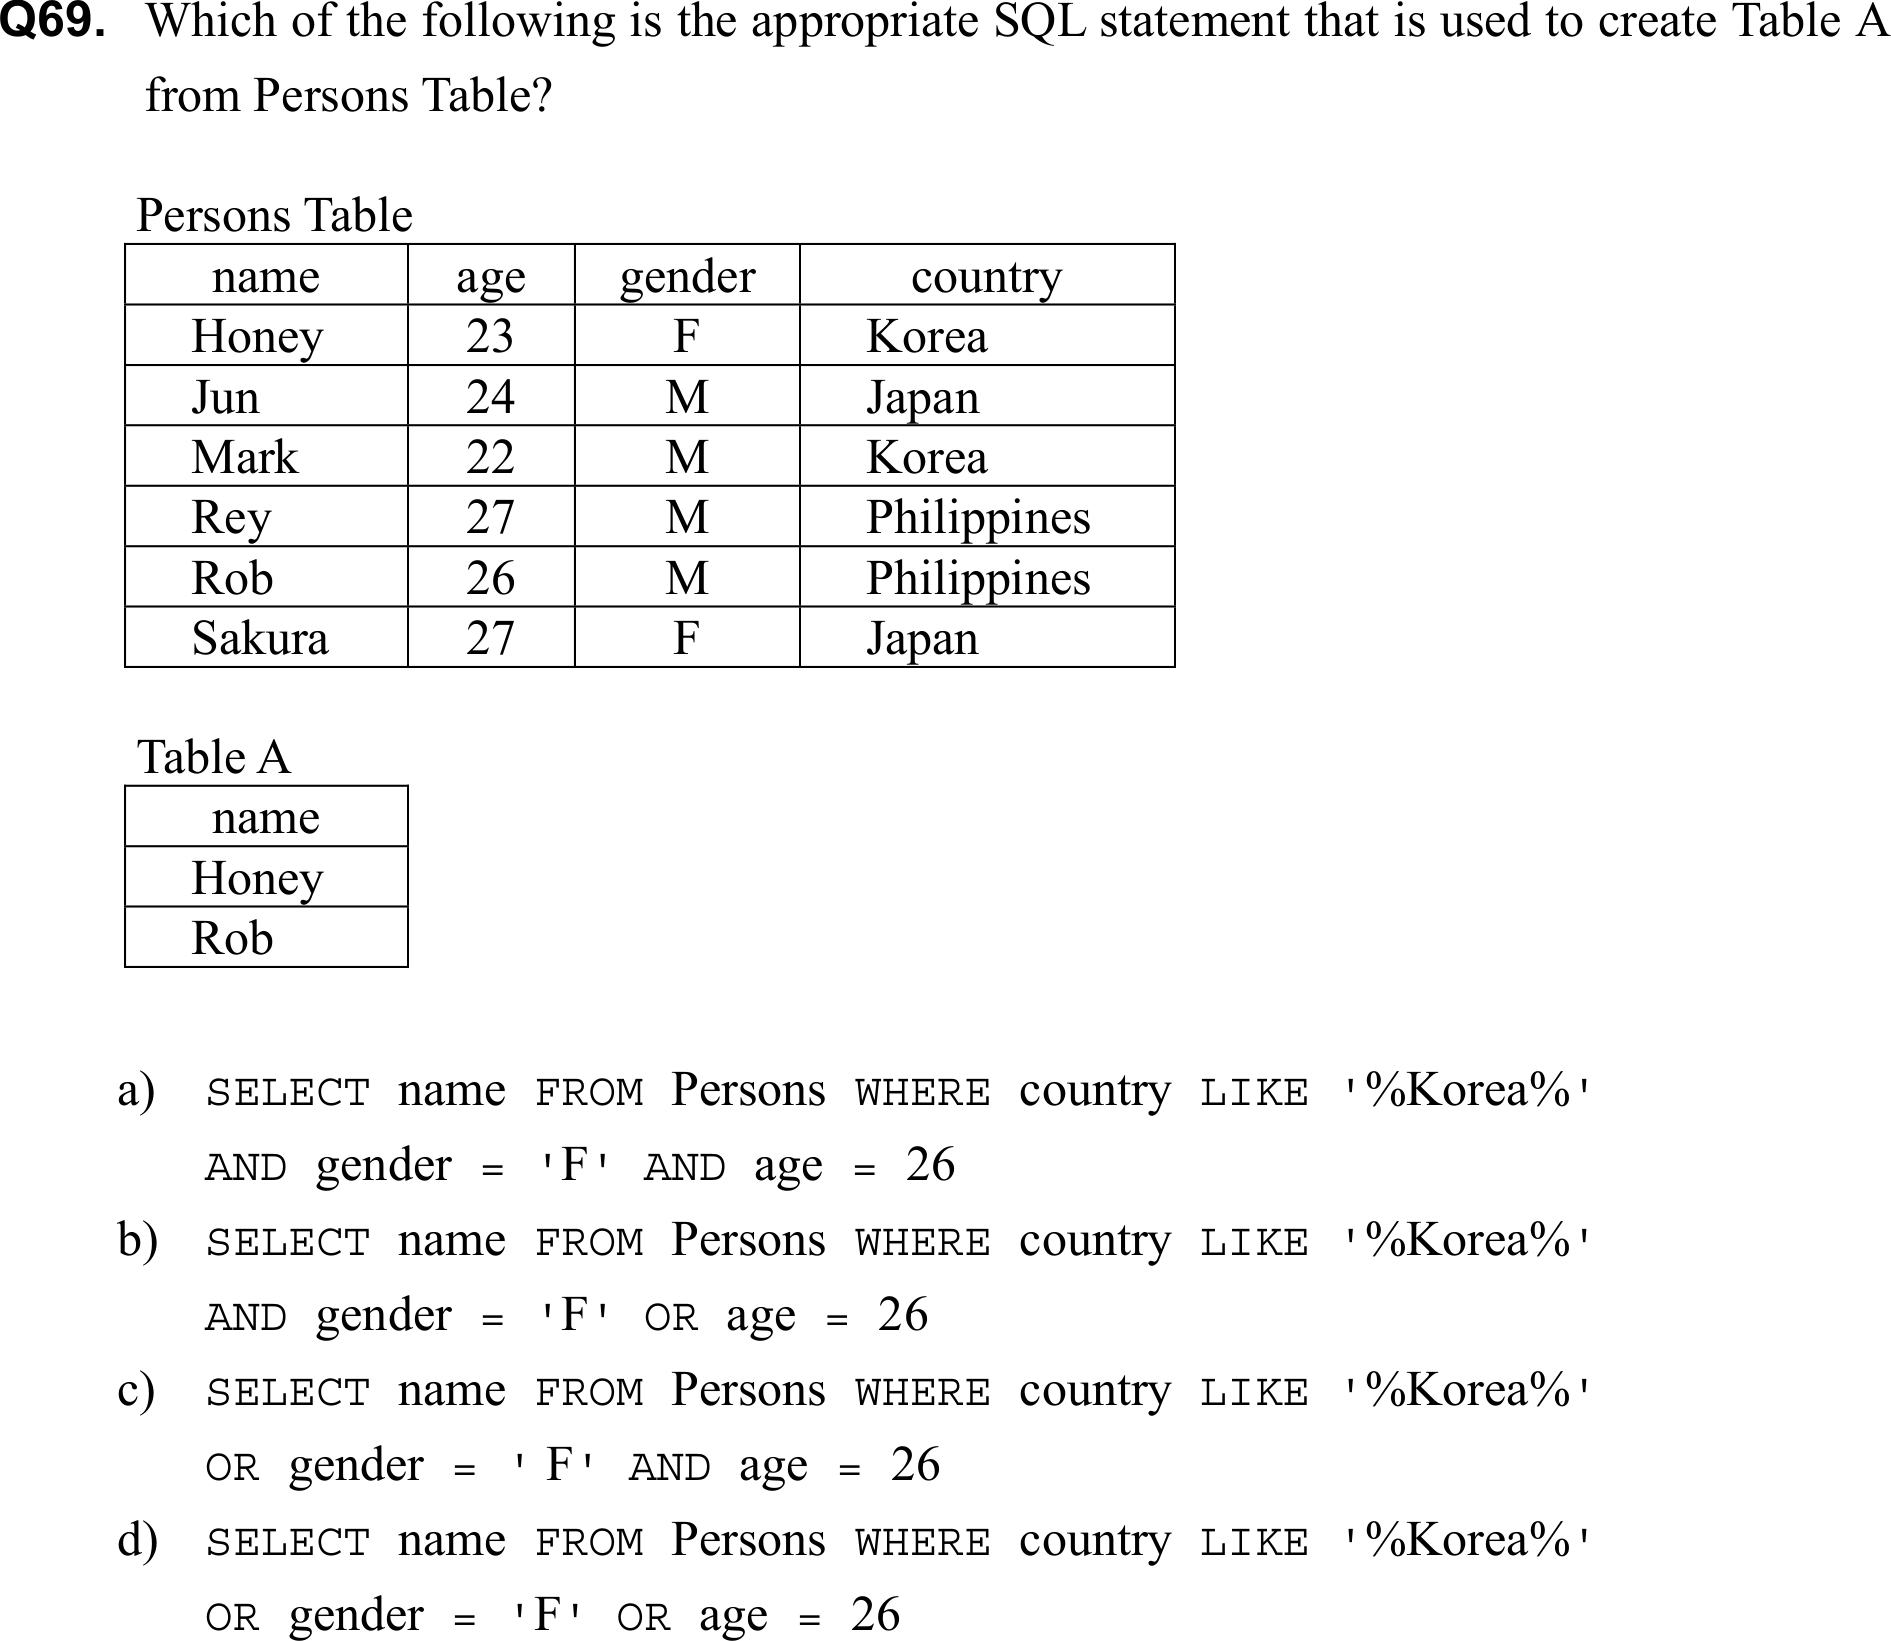 Q69. Which of the following is the appropriate SQL statement that is used to create Table A
from Persons Table?
Persons Table
name age gender country
Honey 23 F Korea
Jun 24 M Japan
Mark 22 M Korea
Rey 27 M Philippines
Rob 26 M Philippines
Sakura 27 F Japan
Table A
name
Honey
Rob
a) SELECT name FROM Persons WHERE country LIKE '%Korea%'
AND gender = 'F' AND age = 26
b) SELECT name FROM Persons WHERE country LIKE '%Korea%'
AND gender = 'F' OR age = 26
c) SELECT name FROM Persons WHERE country LIKE '%Korea%'
OR gender = ' F' AND age = 26
d) SELECT name FROM Persons WHERE country LIKE '%Korea%'
OR gender = 'F' OR age = 26